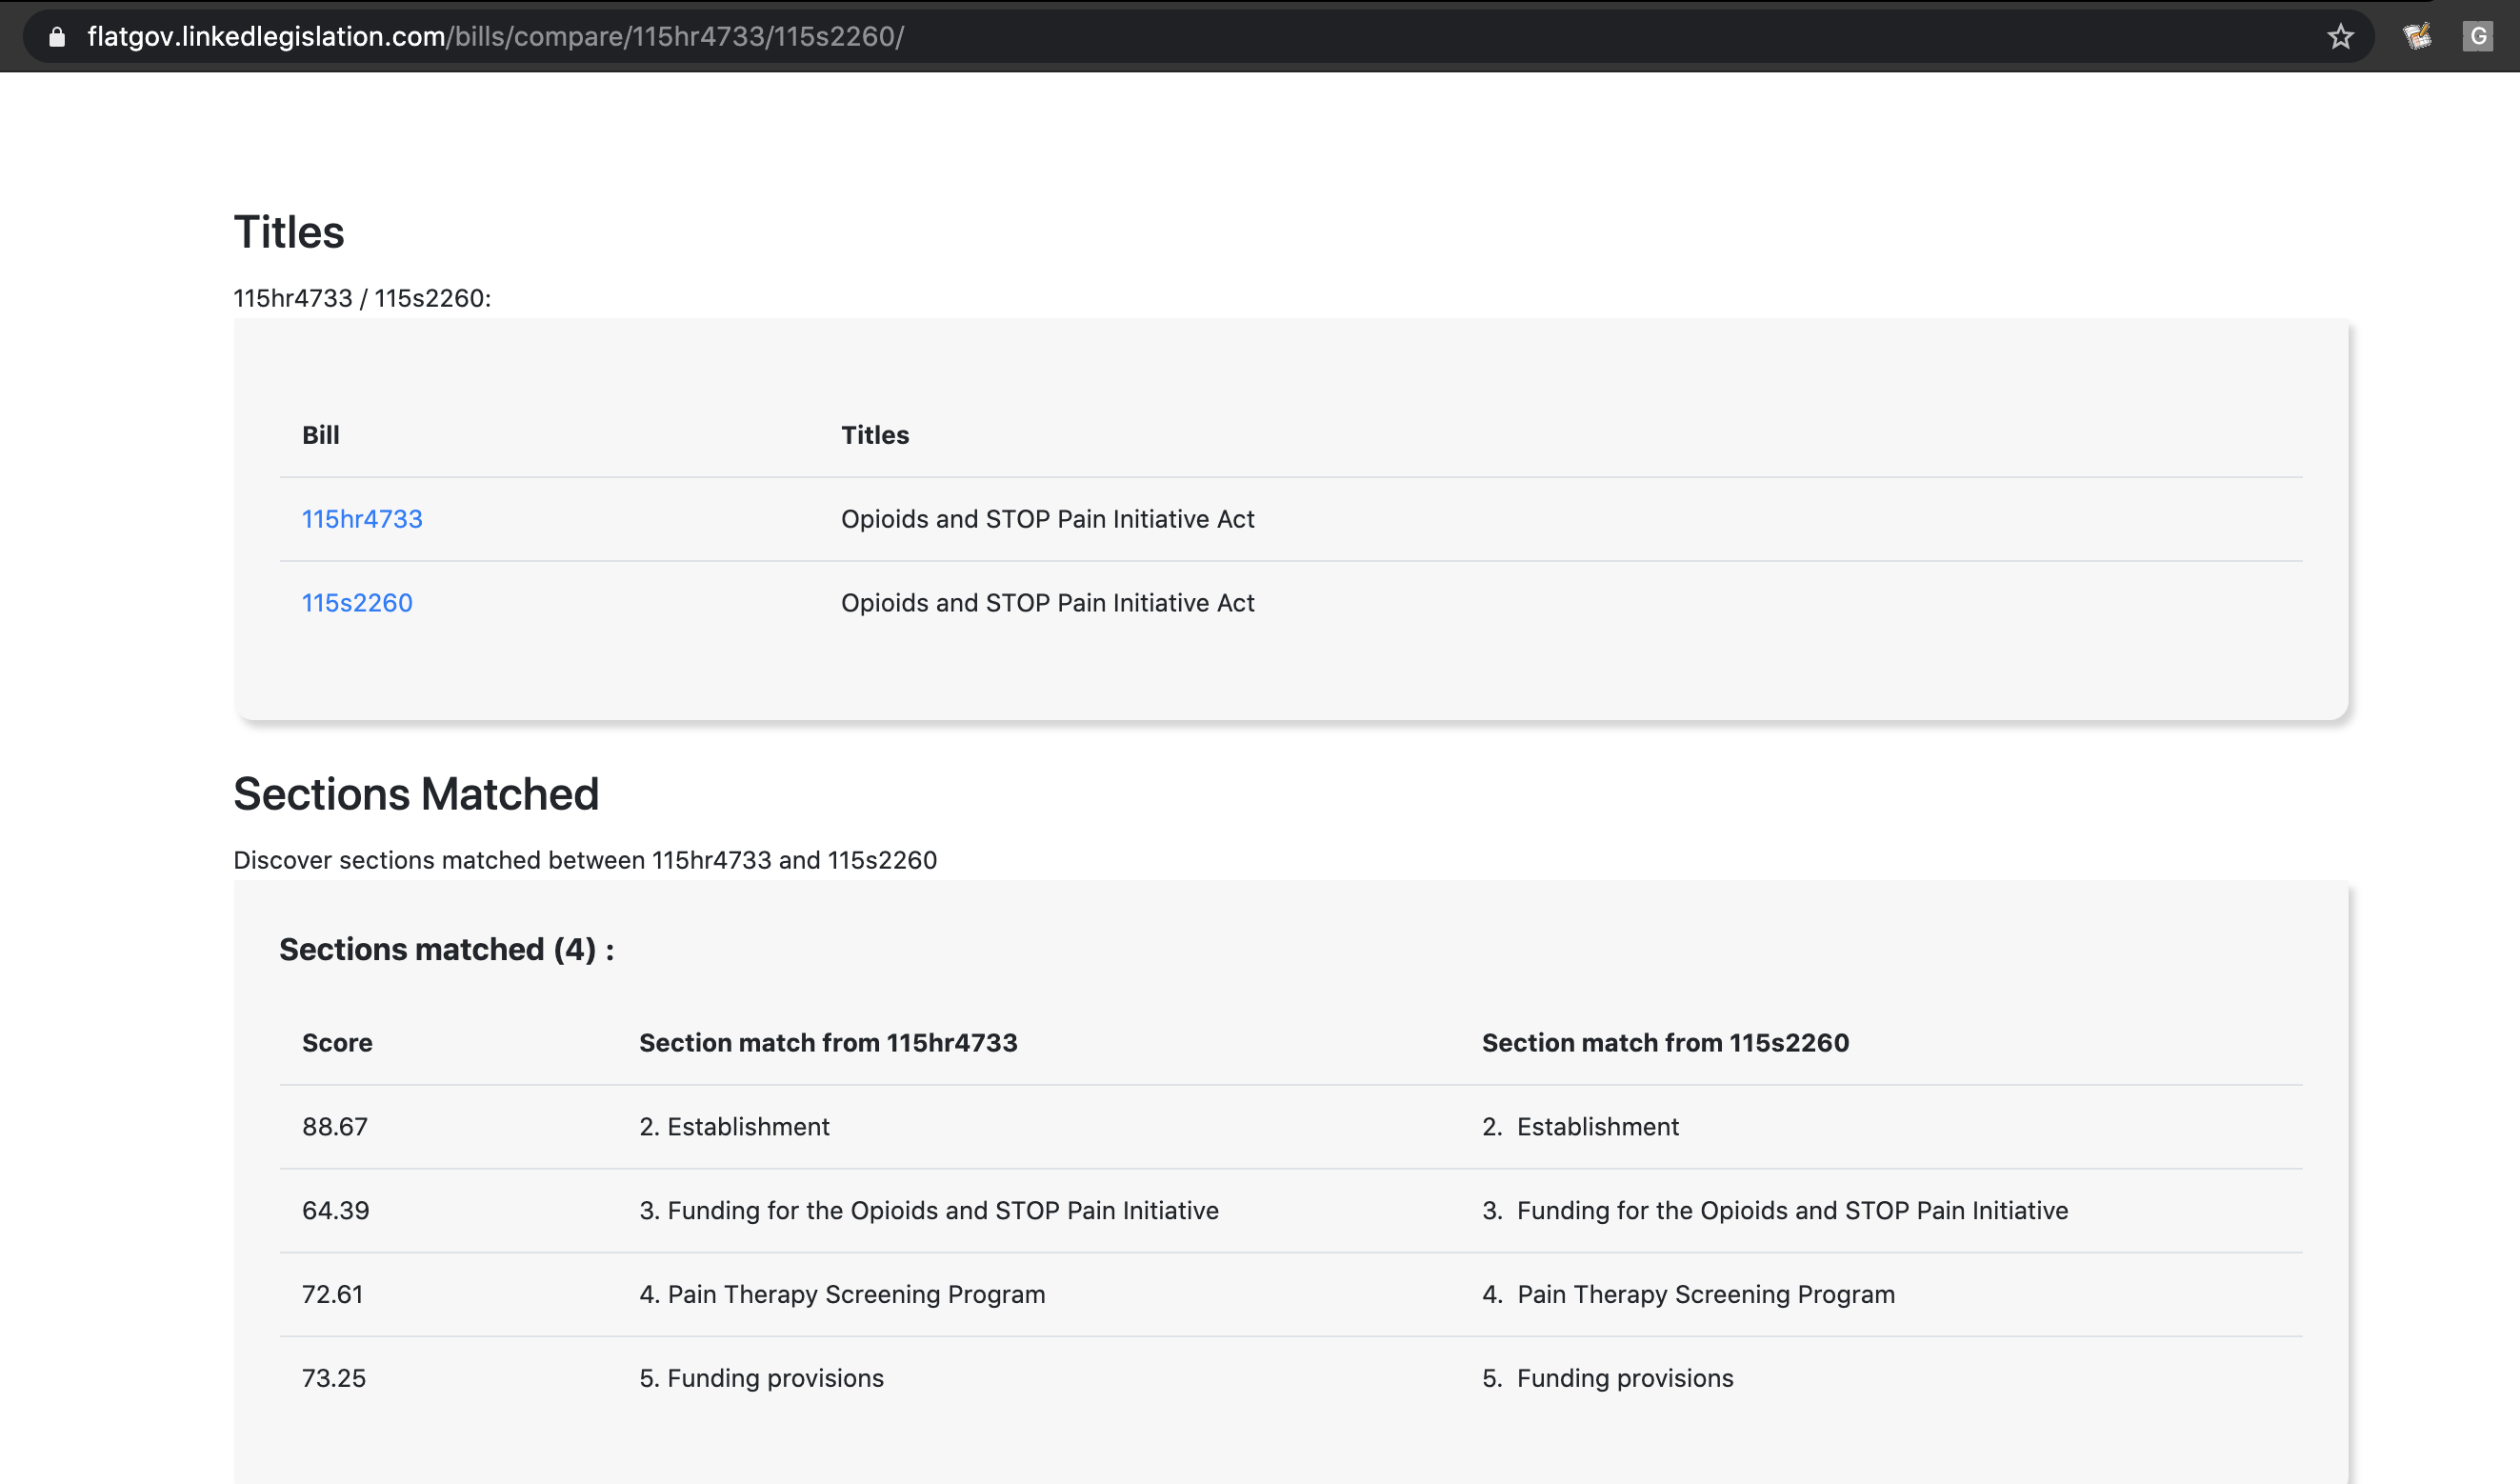 flatgov.linkedlegislation.com/bills/compare/115hr4733/115s2260/
G
Titles
115hr4733 / 115s2260:
Bill Titles
115hr4733 Opioids and STOP Pain Initiative Act
115s2260 Opioids and STOP Pain Initiative Act
Sections Matched
Discover sections matched between 115hr4733 and 115s2260
Sections matched (4) :
Score Section match from 115hr4733 Section match from 115s2260
88.67 2. Establishment 2. Establishment
64.39 3. Funding for the Opioids and STOP Pain Initiative 3. Funding for the Opioids and STOP Pain Initiative
72.61 4. Pain Therapy Screening Program 4. Pain Therapy Screening Program
73.25 5. Funding provisions 5. Funding provisions